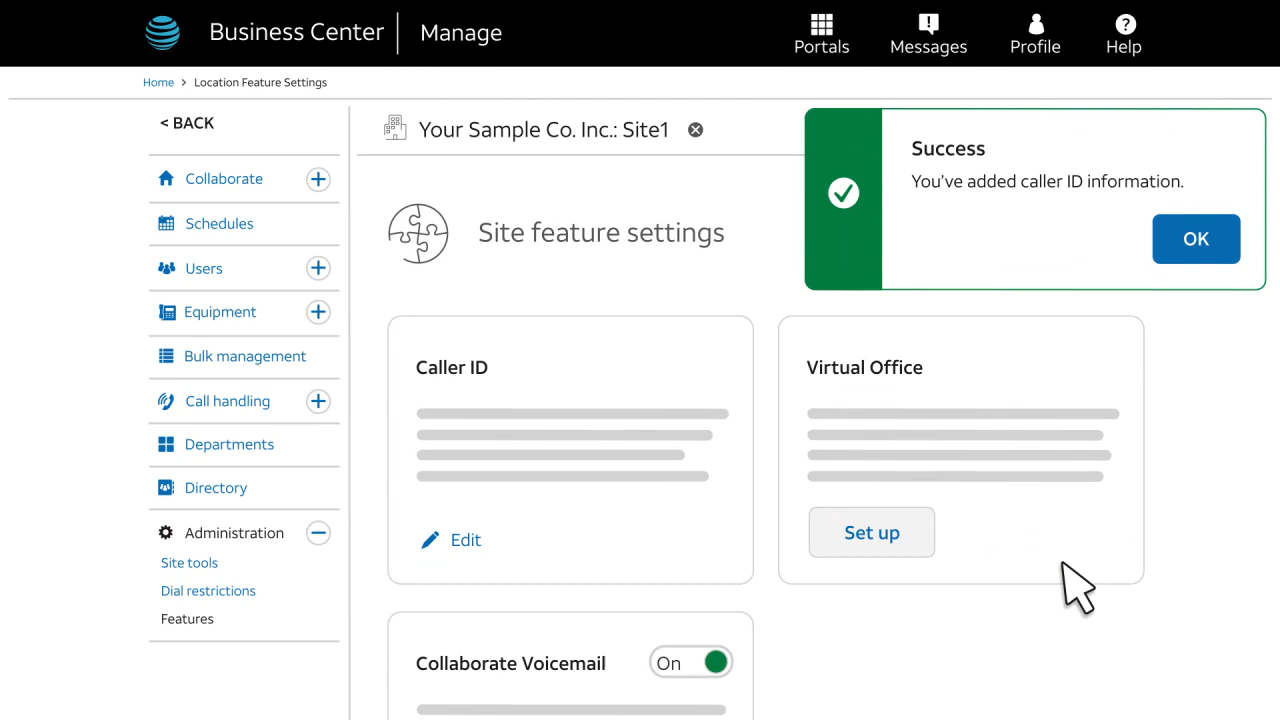 Business Center
Manage
Portals
Messages
Profile
Help
Home > Location Feature Settings
< BACK
Collaborate
Schedules
Users
Equipment
Bulk management
Call handling
Departments
Directory
Administration
Site tools
Dial restrictions
Features
Your Sample Co. Inc.: Site1
Success
You've added caller ID information.
OK
Site feature settings
Caller ID
Edit
Virtual Office
Set up
Collaborate Voicemail
On